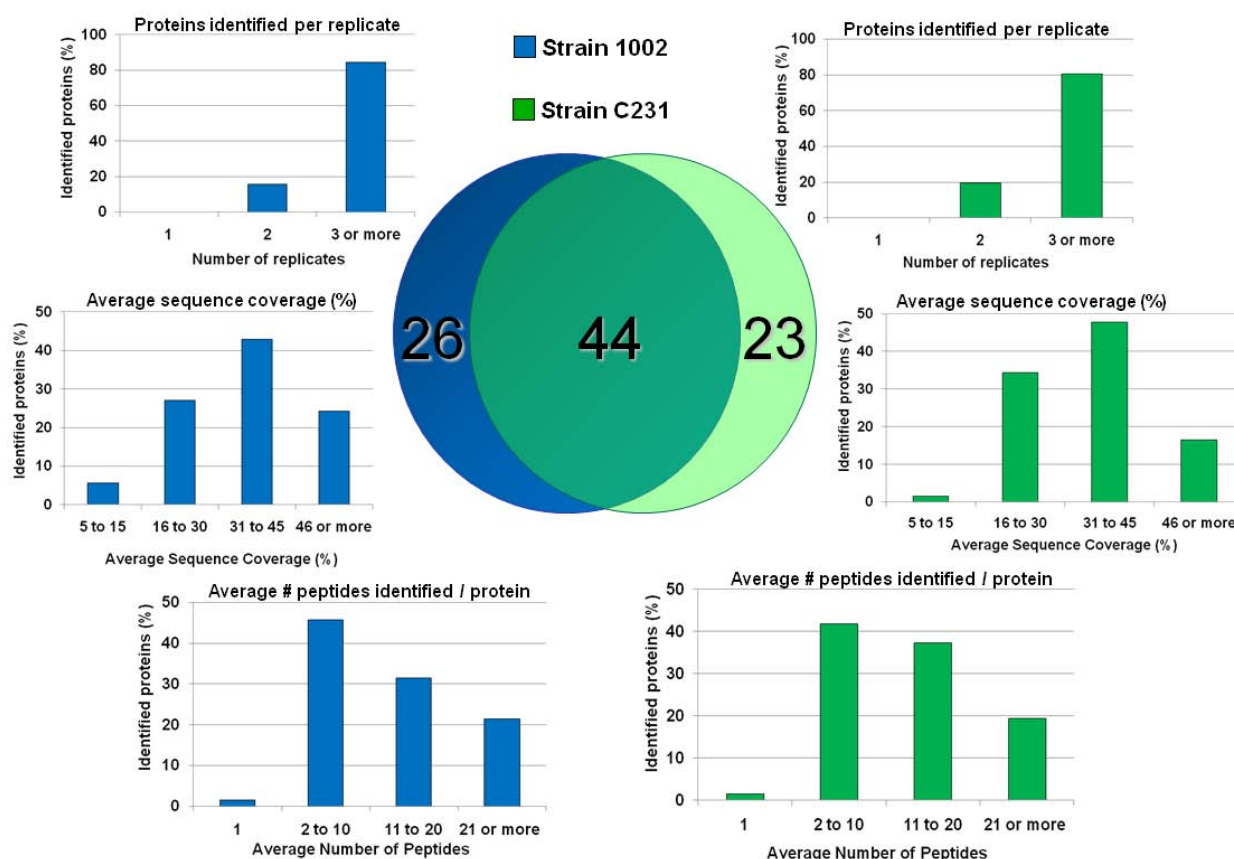 Proteins identified per replicate
Identified proteins (%)
100
80
60
40
20
0
1 2 3 or more
Number of replicates
Strain 1002
Strain C231
Proteins identified per replicate
Identified proteins (%)
100
80
60
40
20
0
1 2 3 or more
Number of replicates
Average sequence coverage (%)
Identified proteins (%)
50
40
30
20
10
0
5 to 15 16 to 30 31 to 45 46 or more
Average Sequence Coverage (%)
26 44 23
Average sequence coverage (%)
Identified proteins (%)
50
40
30
20
10
0
5 to 15 16 to 30 31 to 45 46 or more
Average Sequence Coverage (%)
Average # peptides identified / protein
Identified proteins (%)
50
40
30
20
10
0
1 2 to 10 11 to 20 21 or more
Average Number of Peptides
Average # peptides identified / protein
Identified proteins (%)
50
40
30
20
10
0
1 2 to 10 11 to 20 21 or more
Average Number of Peptides